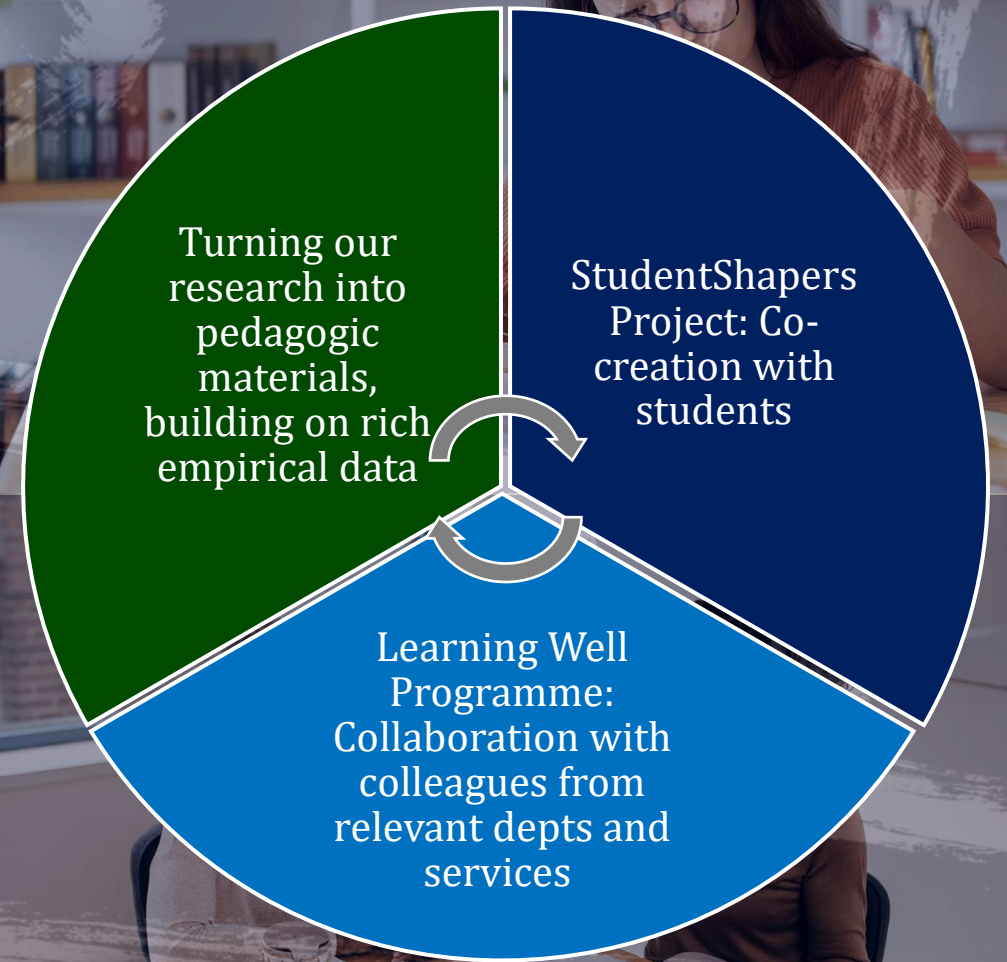 Turning our
research into
pedagogic
materials,
building on rich
empirical data
StudentShapers
Project: Co-
creation with
students
Learning Well
Programme:
Collaboration with
colleagues from
relevant depts and
services